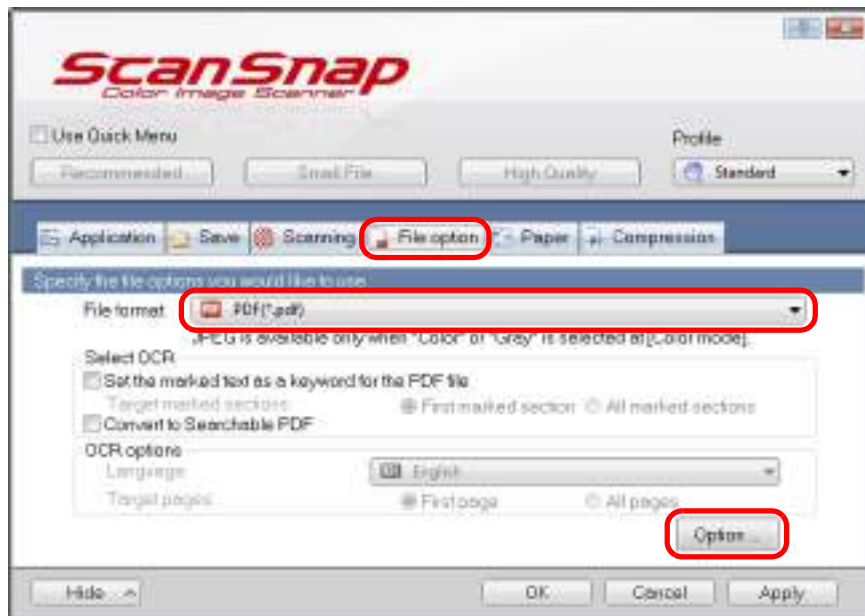 ScanSnap
Color Image Scanner
Use Quick Menu
Profile
Recommended Small File High Quality Standard
Application Save Scanning File option Paper Compression
Specify the file options you would like to use.
File format: PDF(*.pdf)
JPEG is available only when "Color" or "Gray" is selected at [Color mode].
Select OCR
Set the marked text as a keyword for the PDF file
Target marked sections: First marked section All marked sections
Convert to Searchable PDF
OCR options
Language: English
Target pages: First page All pages
Option...
Hide OK Cancel Apply